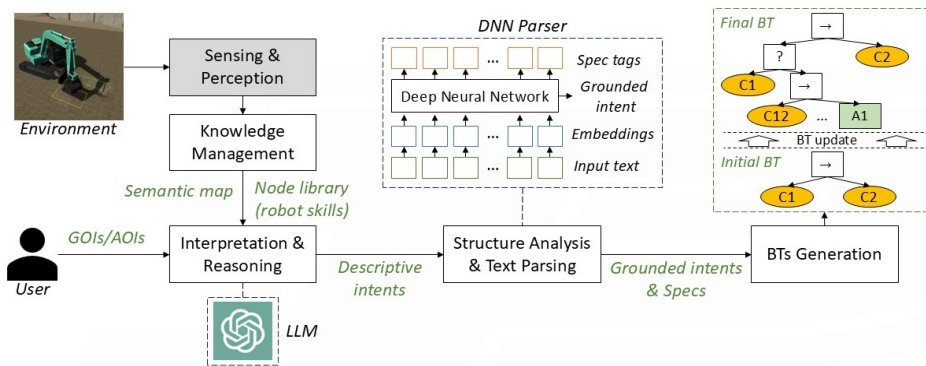 DNN Parser
Final BT
→
?
C2
C1
→
C12
...
A1
BT update
Initial BT
→
C1
C2
Sensing &
Perception
Environment
Knowledge
Management
Spec tags
...
Deep Neural Network
Grounded
intent
Embeddings
...
Input text
...
Semantic map
Node library
(robot skills)
GOIs/AOIs
User
Interpretation &
Reasoning
Descriptive
intents
Structure Analysis
& Text Parsing
Grounded intents
& Specs
BTs Generation
LLM